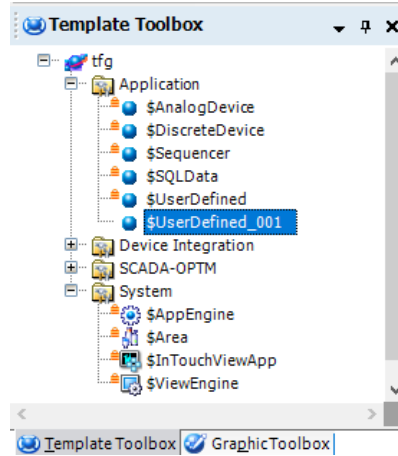 Template Toolbox
tfg
Application
$AnalogDevice
$DiscreteDevice
$Sequencer
$SQLData
$UserDefined
$UserDefined_001
Device Integration
SCADA-OPTM
System
$AppEngine
$Area
$InTouchViewApp
$ViewEngine
Template Toolbox GraphicToolbox